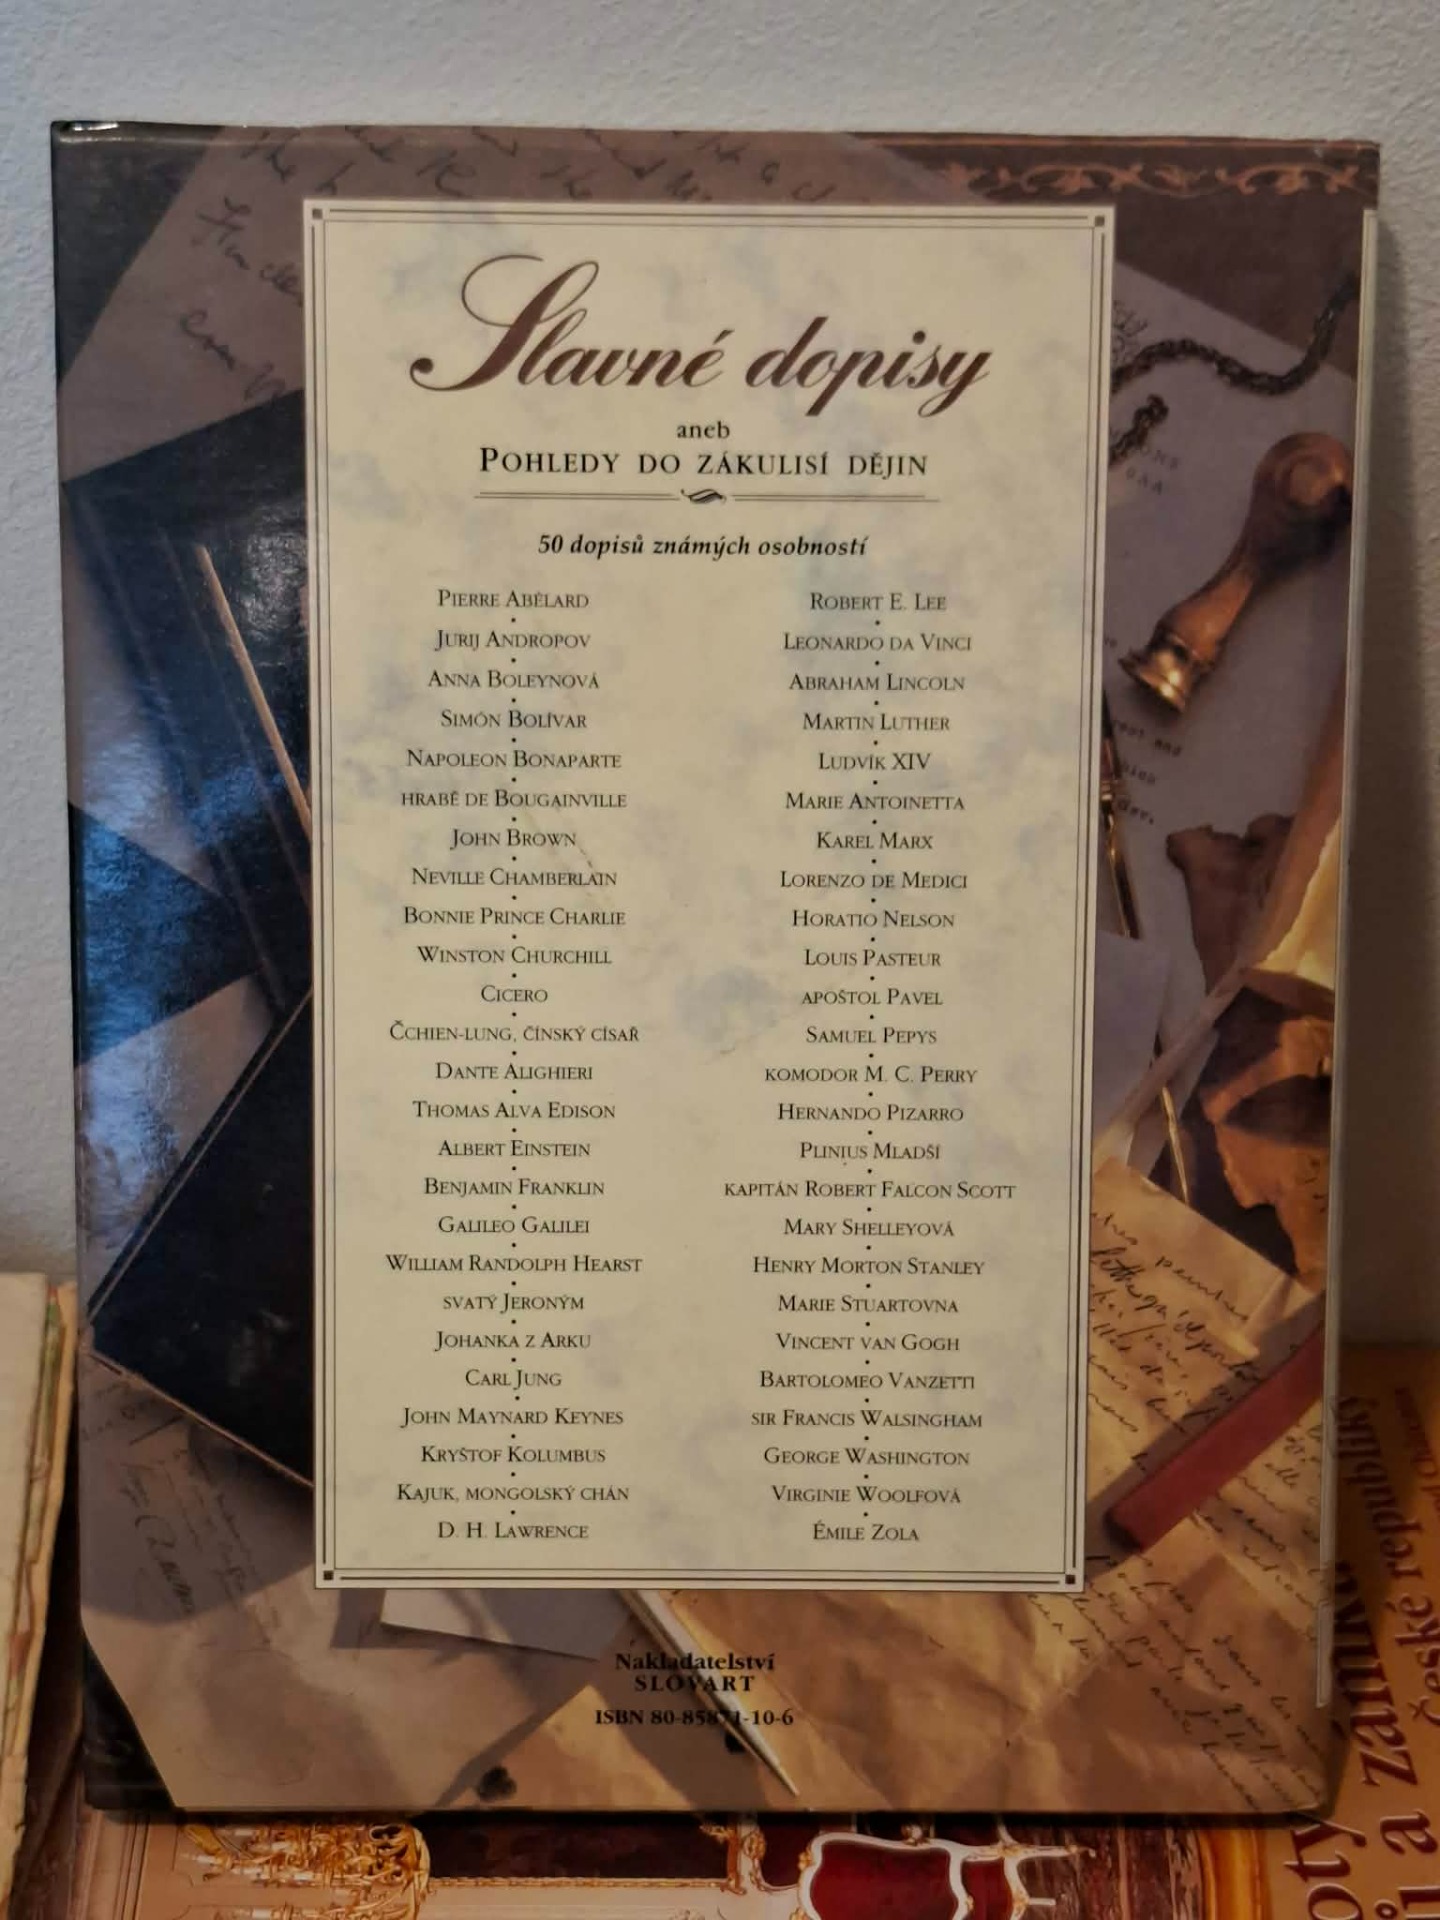 Slavné dopisy
aneb
POHLEDY DO ZÁKULISÍ DĚJIN
50 dopisů známých osobností
PIERRE ABÉLARD
JURIJ ANDROPOV
ANNA BOLEYNOVÁ
SIMÓN BOLÍVAR
NAPOLEON BONAPARTE
HRABĚ DE BOUGAINVILLE
JOHN BROWN
NEVILLE CHAMBERLAIN
BONNIE PRINCE CHARLIE
WINSTON CHURCHILL
CICERO
ČCHIEN-LUNG, ČÍNSKÝ CÍSAŘ
DANTE ALIGHIERI
THOMAS ALVA EDISON
ALBERT EINSTEIN
BENJAMIN FRANKLIN
GALILEO GALILEI
WILLIAM RANDOLPH HEARST
SVATÝ JERONÝM
JOHANKA Z ARKU
CARL JUNG
JOHN MAYNARD KEYNES
KRYŠTOF KOLUMBUS
KAJUK, MONGOLSKÝ CHÁN
D. H. LAWRENCE
ROBERT E. LEE
LEONARDO DA VINCI
ABRAHAM LINCOLN
MARTIN LUTHER
LUDVÍK XIV
MARIE ANTOINETTA
KAREL MARX
LORENZO DE MEDICI
HORATIO NELSON
LOUIS PASTEUR
APOŠTOL PAVEL
SAMUEL PEPYS
KOMODOR M. C. PERRY
HERNANDO PIZARRO
PLINIUS MLADŠÍ
KAPITÁN ROBERT FALCON SCOTT
MARY SHELLEYOVÁ
HENRY MORTON STANLEY
MARIE STUARTOVNA
VINCENT VAN GOGH
BARTOLOMEO VANZETTI
SIR FRANCIS WALSINGHAM
GEORGE WASHINGTON
VIRGINIE WOOLFOVÁ
ÉMILE ZOLA
Nakladatelství
SLOVART
ISBN 80-85871-10-6
České republiky
a zámků